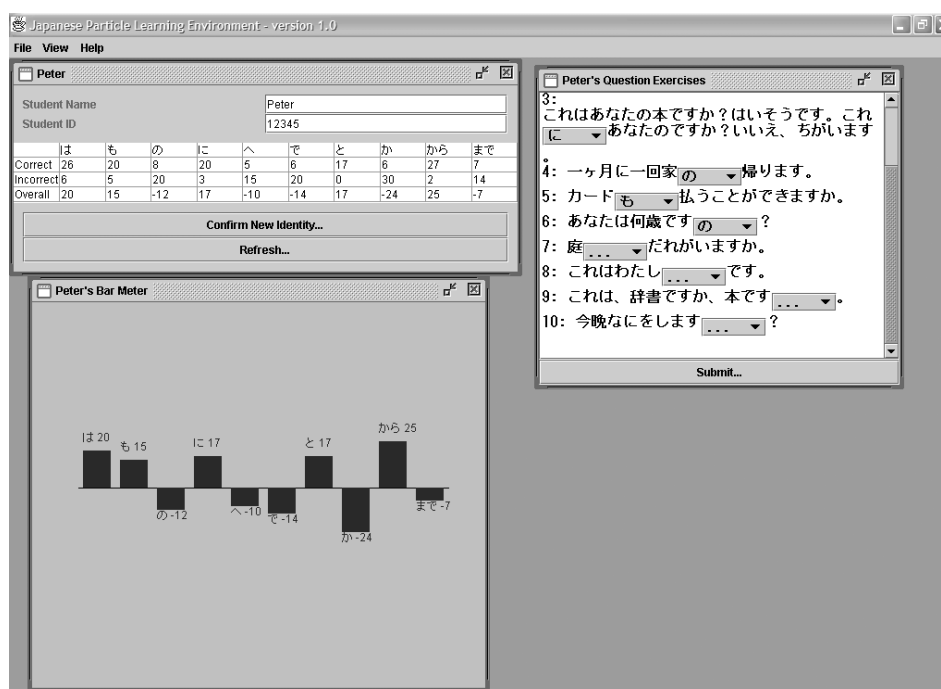 Japanese Particle Learning Environment - version 1.0
File View Help
Peter
Student Name Peter
Student ID 12345
は も の に へ で と か から まで
Correct 26 20 8 20 5 6 17 6 27 7
Incorrect 6 5 20 3 15 20 0 30 2 14
Overall 20 15 -12 17 -10 -14 17 -24 25 -7
Confirm New Identity...
Refresh...
Peter's Bar Meter
は 20
も 15
の -12
に 17
へ -10
で -14
と 17
か -24
から 25
まで -7
Peter's Question Exercises
3:
これはあなたの本ですか？はいそうです。これ
に あなたのですか？いいえ、ちがいます
。
4: 一ヶ月に一回家 の 帰ります。
5: カード も 払うことができますか。
6: あなたは何歳です の ？
7: 庭 ... だれがいますか。
8: これはわたし ... です。
9: これは、辞書ですか、本です ... 。
10: 今晩なにをします ... ？
Submit...